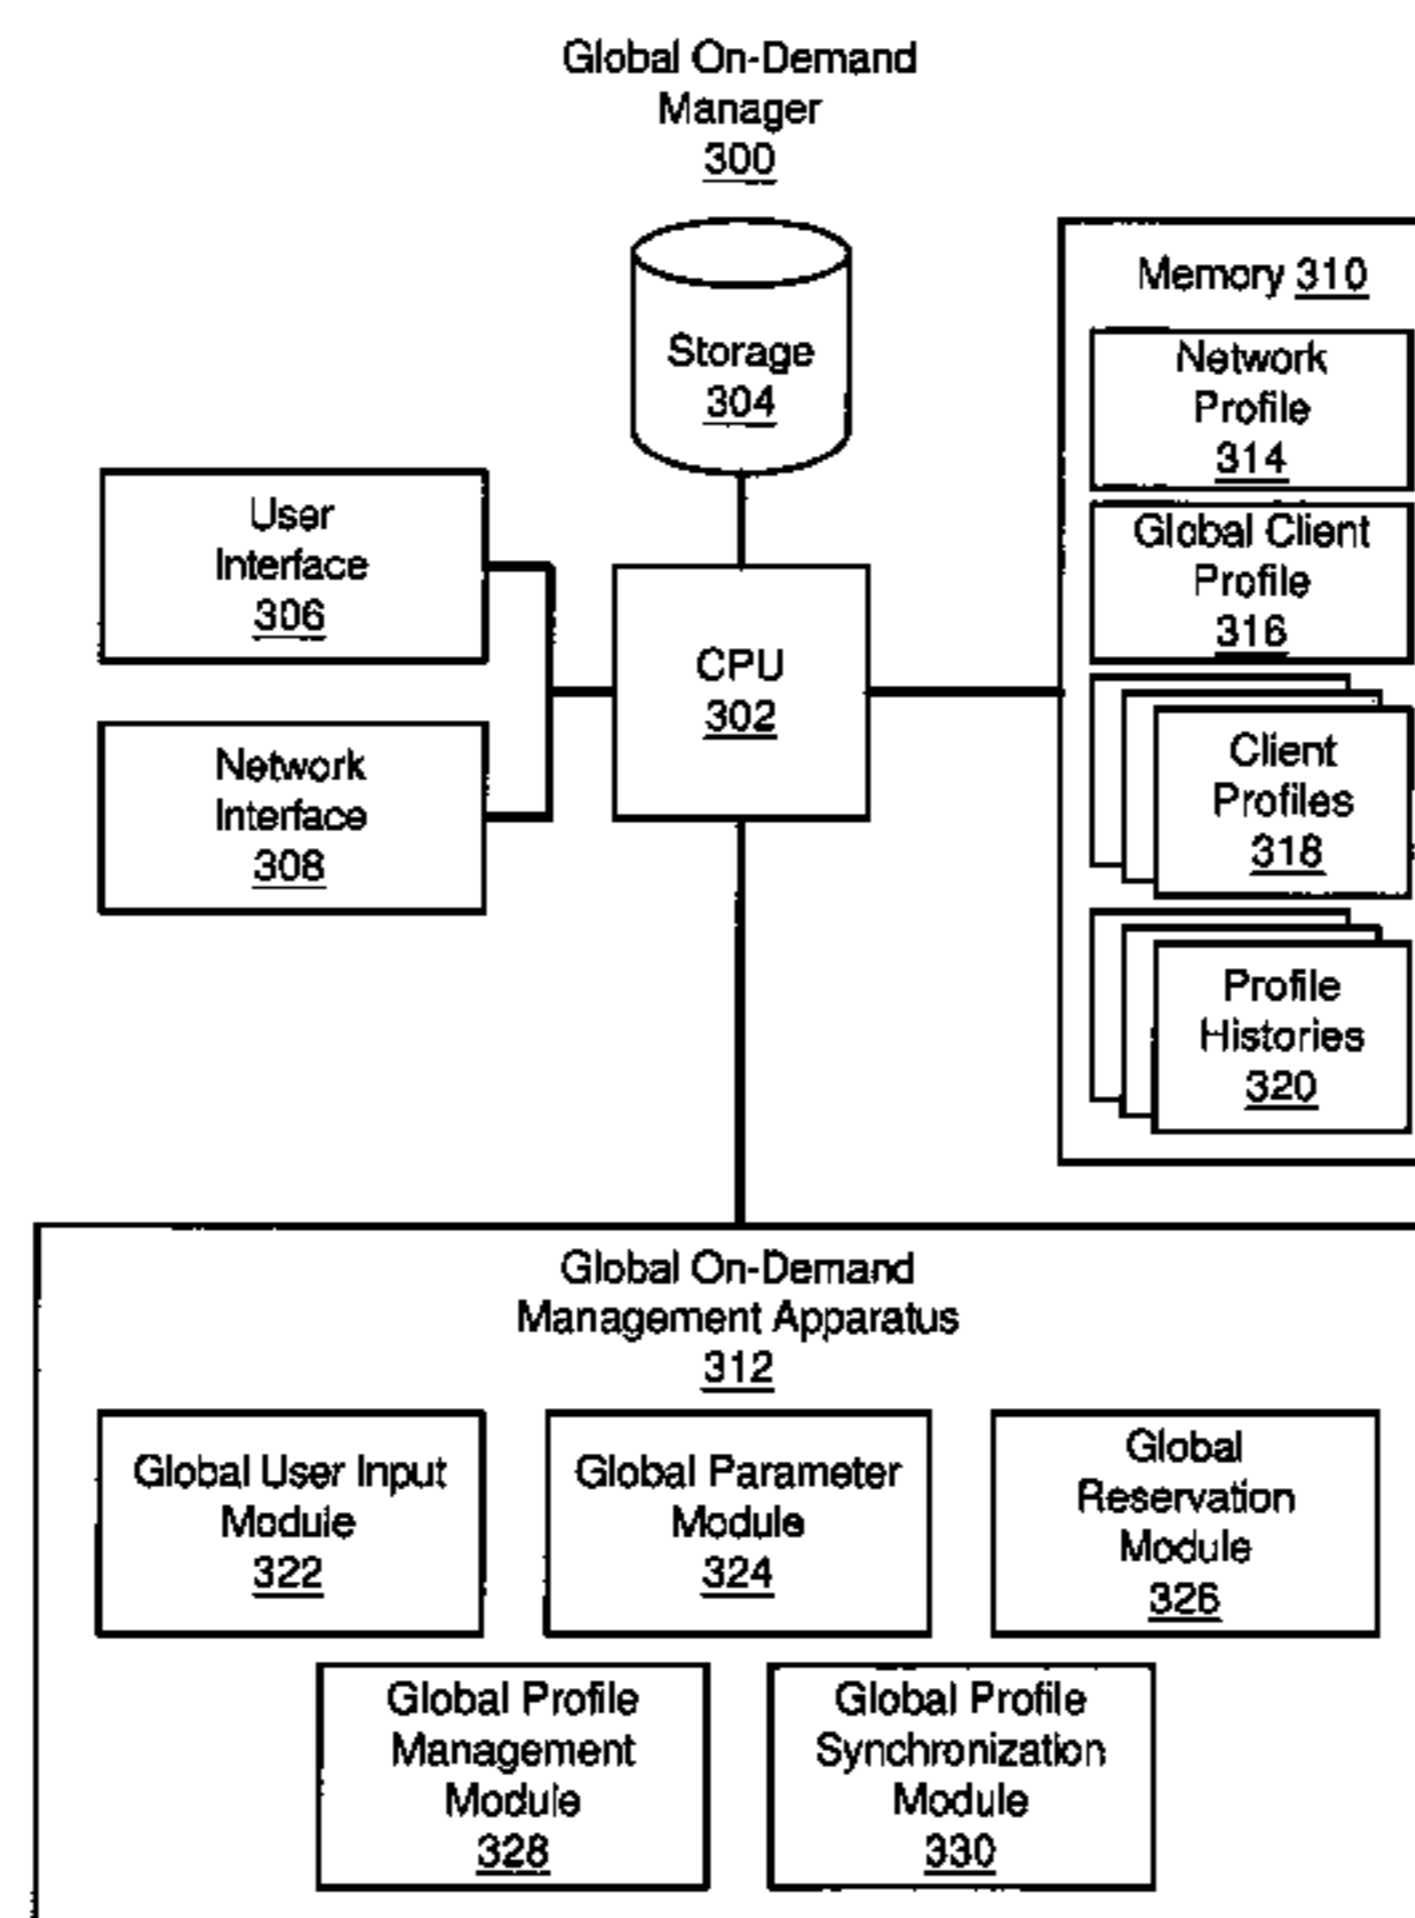 Global On-Demand
Manager
300
Storage
304
User
Interface
306
Network
Interface
308
CPU
302
Memory 310
Network
Profile
314
Global Client
Profile
316
Client
Profiles
318
Profile
Histories
320
Global On-Demand
Management Apparatus
312
Global User Input
Module
322
Global Parameter
Module
324
Global
Reservation
Module
326
Global Profile
Management
Module
328
Global Profile
Synchronization
Module
330